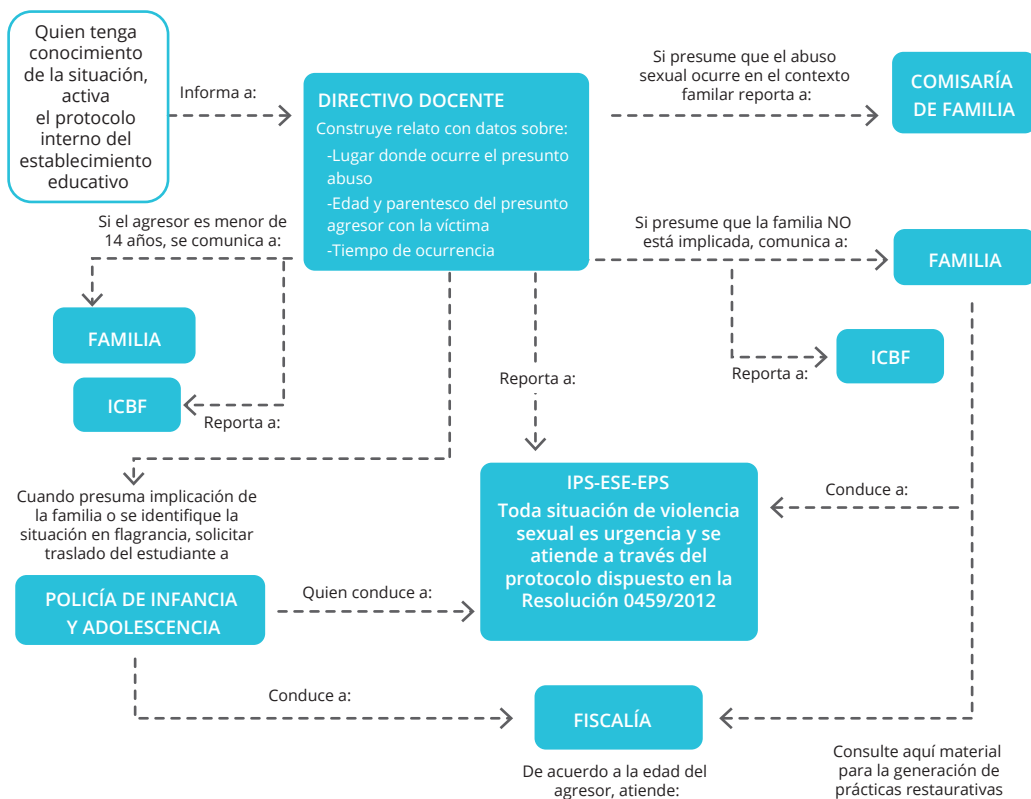 Quien tenga
conocimiento
de la situación,
activa
el protocolo
interno del
establecimiento
educativo
Informa a:
DIRECTIVO DOCENTE
Construye relato con datos sobre:
-Lugar donde ocurre el presunto
abuso
-Edad y parentesco del presunto
agresor con la víctima
-Tiempo de ocurrencia
Si presume que el abuso
sexual ocurre en el contexto
familar reporta a:
COMISARÍA
DE FAMILIA
Si el agresor es menor de
14 años, se comunica a:
FAMILIA
ICBF
Reporta a:
Si presume que la familia NO
está implicada, comunica a:
FAMILIA
Reporta a:
ICBF
Reporta a:
Cuando presuma implicación de
la familia o se identifique la
situación en flagrancia, solicitar
traslado del estudiante a
POLICÍA DE INFANCIA
Y ADOLESCENCIA
Quien conduce a:
IPS-ESE-EPS
Toda situación de violencia
sexual es urgencia y se
atiende a través del
protocolo dispuesto en la
Resolución 0459/2012
Conduce a:
Conduce a:
FISCALÍA
De acuerdo a la edad del
agresor, atiende:
Consulte aquí material
para la generación de
prácticas restaurativas